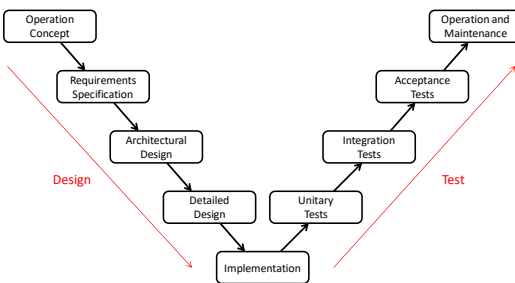 Operation
Concept
Operation and
Maintenance
Requirements
Specification
Acceptance
Tests
Architectural
Design
Integration
Tests
Design
Test
Detailed
Design
Unitary
Tests
Implementation